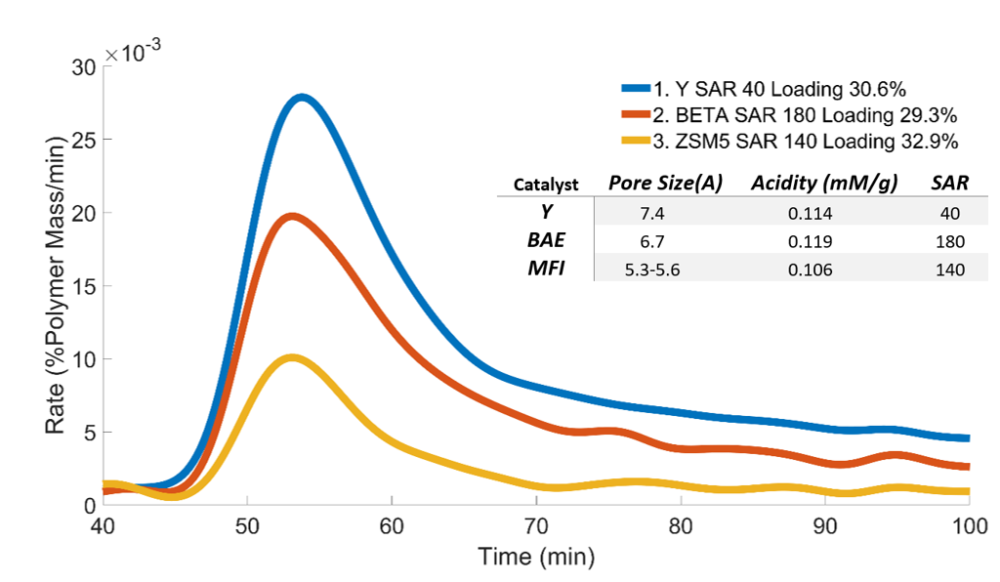 ×10-3
30
25
20
15
10
5
0
Rate (%Polymer Mass/min)
1. Y SAR 40 Loading 30.6%
2. BETA SAR 180 Loading 29.3%
3. ZSM5 SAR 140 Loading 32.9%
Catalyst Pore Size(A) Acidity (mM/g) SAR
Y 7.4 0.114 40
BAE 6.7 0.119 180
MFI 5.3-5.6 0.106 140
40 50 60 70 80 90 100
Time (min)